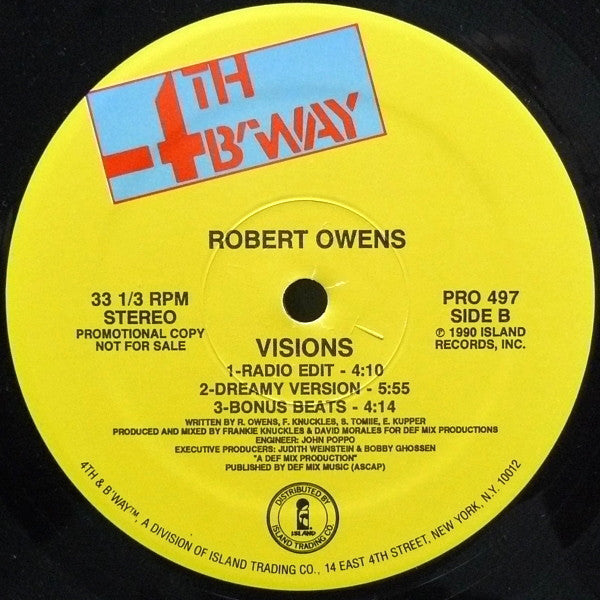 4TH
B'WAY
ROBERT OWENS
33 1/3 RPM
STEREO
PROMOTIONAL COPY
NOT FOR SALE
PRO 497
SIDE B
℗ 1990 ISLAND
RECORDS, INC.
VISIONS
1-RADIO EDIT - 4:10
2-DREAMY VERSION - 5:55
3-BONUS BEATS - 4:14
WRITTEN BY R. OWENS, F. KNUCKLES, S. TOMIIE, E. KUPPER
PRODUCED AND MIXED BY FRANKIE KNUCKLES & DAVID MORALES FOR DEF MIX PRODUCTIONS
ENGINEER: JOHN POPPO
EXECUTIVE PRODUCERS: JUDITH WEINSTEIN & BOBBY GHOSSEN
"A DEF MIX PRODUCTION"
PUBLISHED BY DEF MIX MUSIC (ASCAP)
DISTRIBUTED BY
ISLAND
ISLAND TRADING CO.
4TH & B'WAY™, A DIVISION OF ISLAND TRADING CO., 14 EAST 4TH STREET, NEW YORK, N.Y. 10012